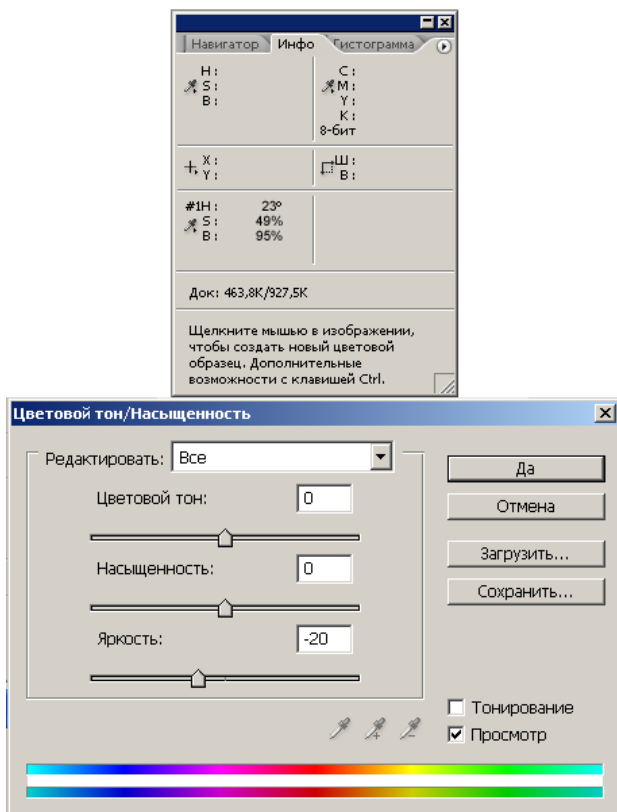 Навигатор Инфо Гистограмма
H: C:
S: M:
B: Y:
K:
8-бит
X: Ш:
Y: В:
#1H: 23º
S: 49%
B: 95%
Док: 463,8K/927,5K
Щелкните мышью в изображении,
чтобы создать новый цветовой
образец. Дополнительные
возможности с клавишей Ctrl.
Цветовой тон/Насыщенность
Редактировать: Все
Да
Цветовой тон: 0
Отмена
Насыщенность: 0
Загрузить...
Сохранить...
Яркость: -20
Тонирование
Просмотр